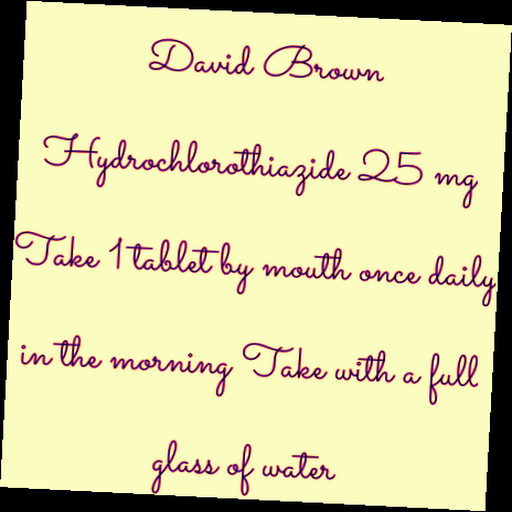 David Brown
Hydrochlorothiazide 25 mg
Take 1 tablet by mouth once daily
in the morning Take with a full
glass of water